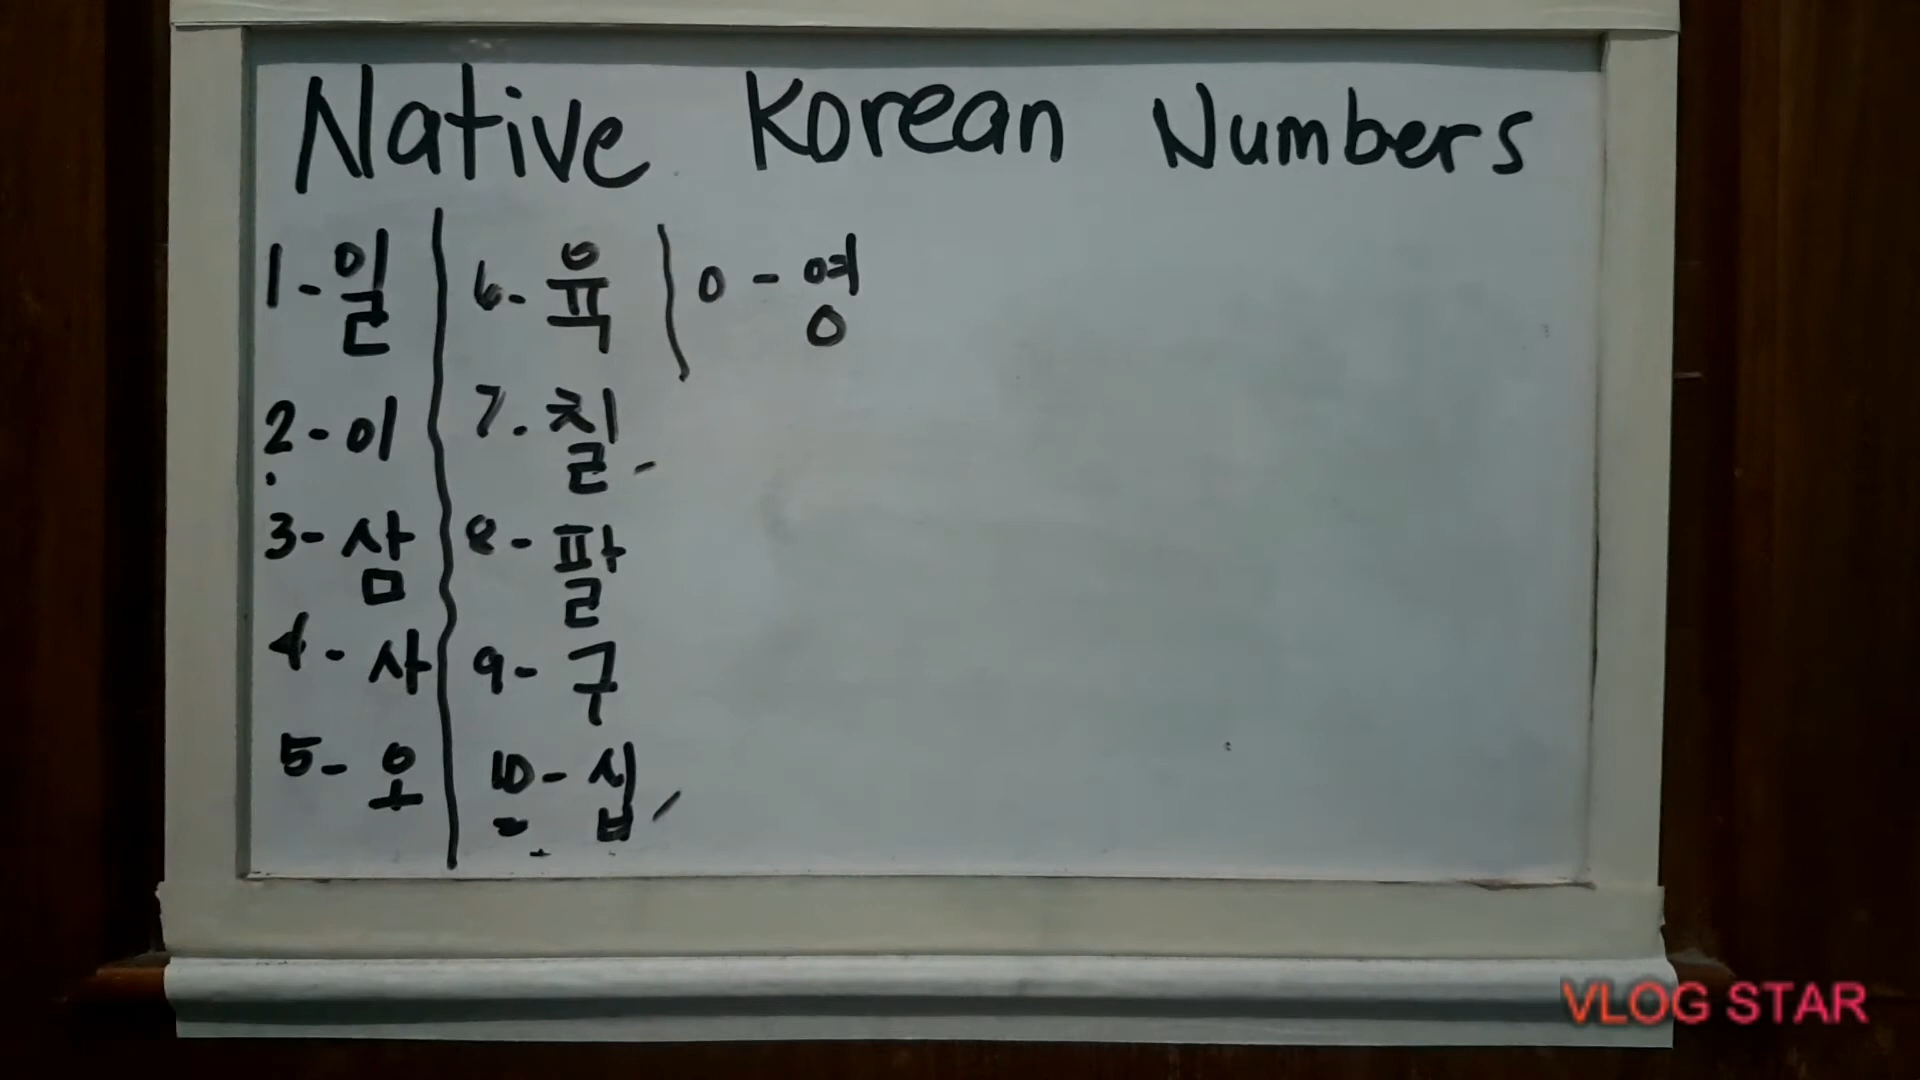 Native Korean Numbers
1 - 일
2 - 이
3 - 삼
4 - 사
5 - 오
6 - 육
7 - 칠
8 - 팔
9 - 구
10 - 십
0 - 영
VLOG STAR